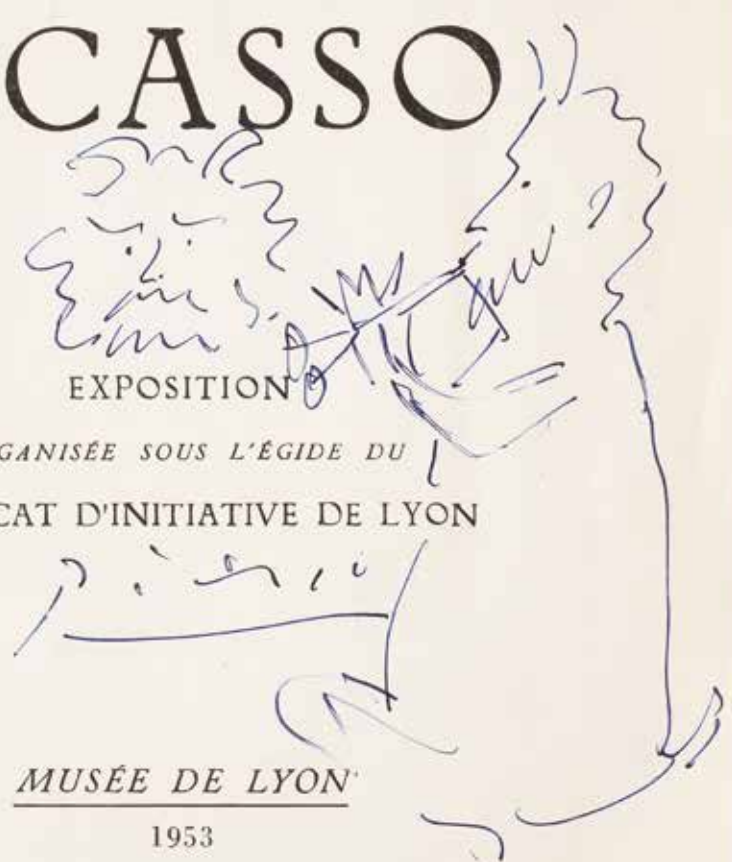 CASSO
EXPOSITION
GANISÉE SOUS L'ÉGIDE DU
CAT D'INITIATIVE DE LYON
MUSÉE DE LYON
1953